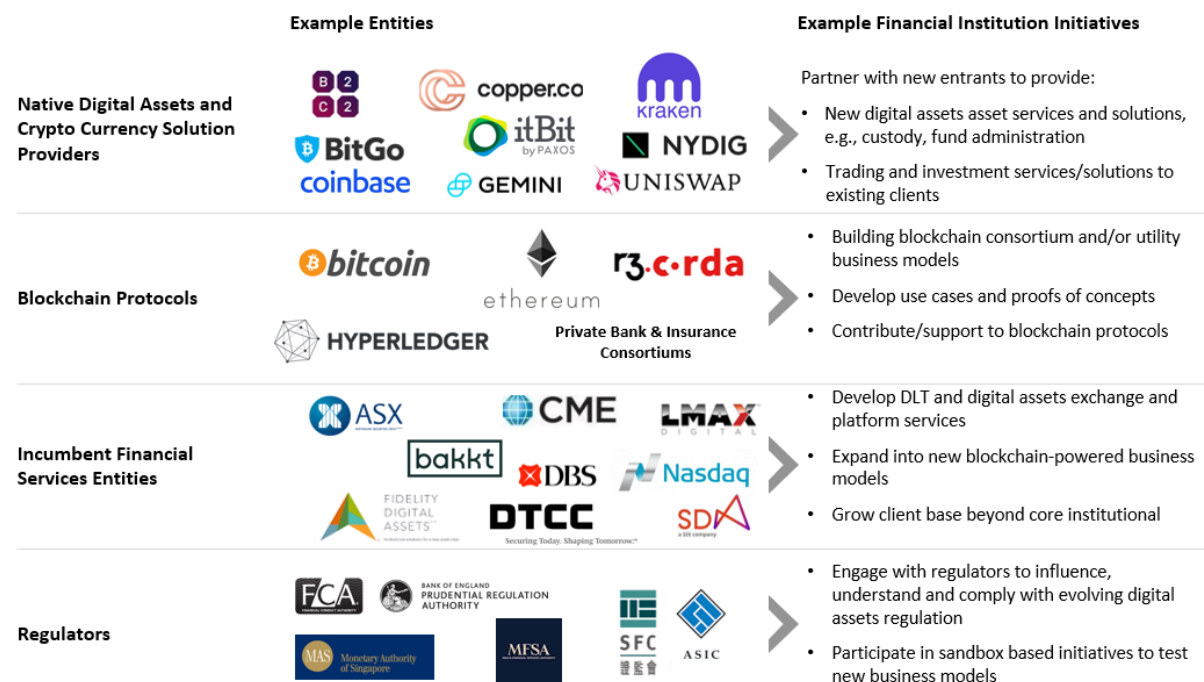 Example Entities
Example Financial Institution Initiatives
Native Digital Assets and
Crypto Currency Solution
Providers
B 2
C 2
copper.co
kraken
BitGo
itBit
by PAXOS
NYDIG
coinbase
GEMINI
UNISWAP
Partner with new entrants to provide:
• New digital assets asset services and solutions,
e.g., custody, fund administration
• Trading and investment services/solutions to
existing clients
Blockchain Protocols
bitcoin
ethereum
r3.c•rda
HYPERLEDGER
Private Bank & Insurance
Consortiums
• Building blockchain consortium and/or utility
business models
• Develop use cases and proofs of concepts
• Contribute/support to blockchain protocols
Incumbent Financial
Services Entities
ASX
CME
LMAX
DIGITAL
bakkt
DBS
Nasdaq
FIDELITY
DIGITAL
ASSETS
DTCC
Securing Today. Shaping Tomorrow.
SDX
a SIX company
• Develop DLT and digital assets exchange and
platform services
• Expand into new blockchain-powered business
models
• Grow client base beyond core institutional
Regulators
FCA
FINANCIAL CONDUCT AUTHORITY
BANK OF ENGLAND
PRUDENTIAL REGULATION
AUTHORITY
MAS
Monetary Authority
of Singapore
MFSA
SFC
證監會
ASIC
• Engage with regulators to influence,
understand and comply with evolving digital
assets regulation
• Participate in sandbox based initiatives to test
new business models